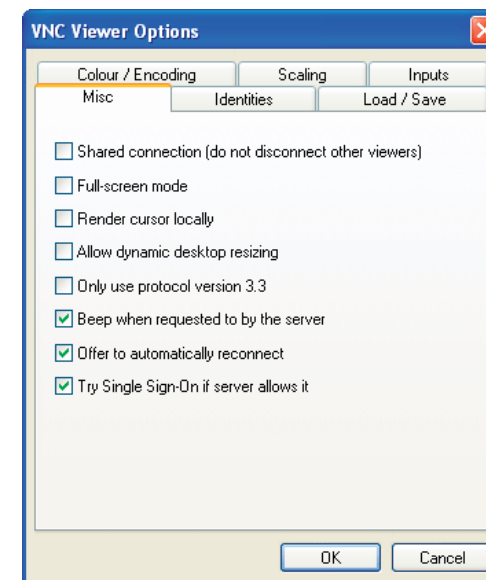 VNC Viewer Options
Colour / Encoding Scaling Inputs
Misc Identities Load / Save
Shared connection (do not disconnect other viewers)
Full-screen mode
Render cursor locally
Allow dynamic desktop resizing
Only use protocol version 3.3
Beep when requested to by the server
Offer to automatically reconnect
Try Single Sign-On if server allows it
OK Cancel